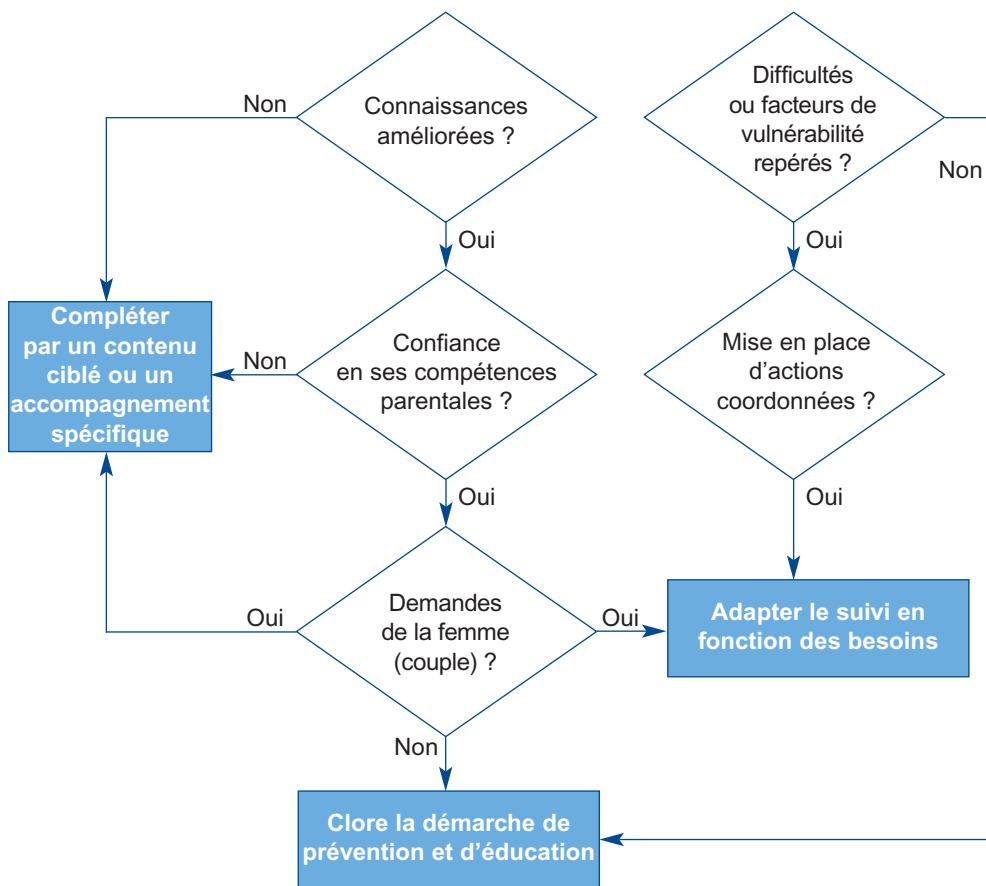 Connaissances
améliorées ?
Non
Oui
Difficultés
ou facteurs de
vulnérabilité
repérés ?
Non
Oui
Compléter
par un contenu
ciblé ou un
accompagnement
spécifique
Non
Confiance
en ses compétences
parentales ?
Oui
Mise en place
d’actions
coordonnées ?
Oui
Oui
Demandes
de la femme
(couple) ?
Oui
Non
Adapter le suivi en
fonction des besoins
Clore la démarche de
prévention et d’éducation